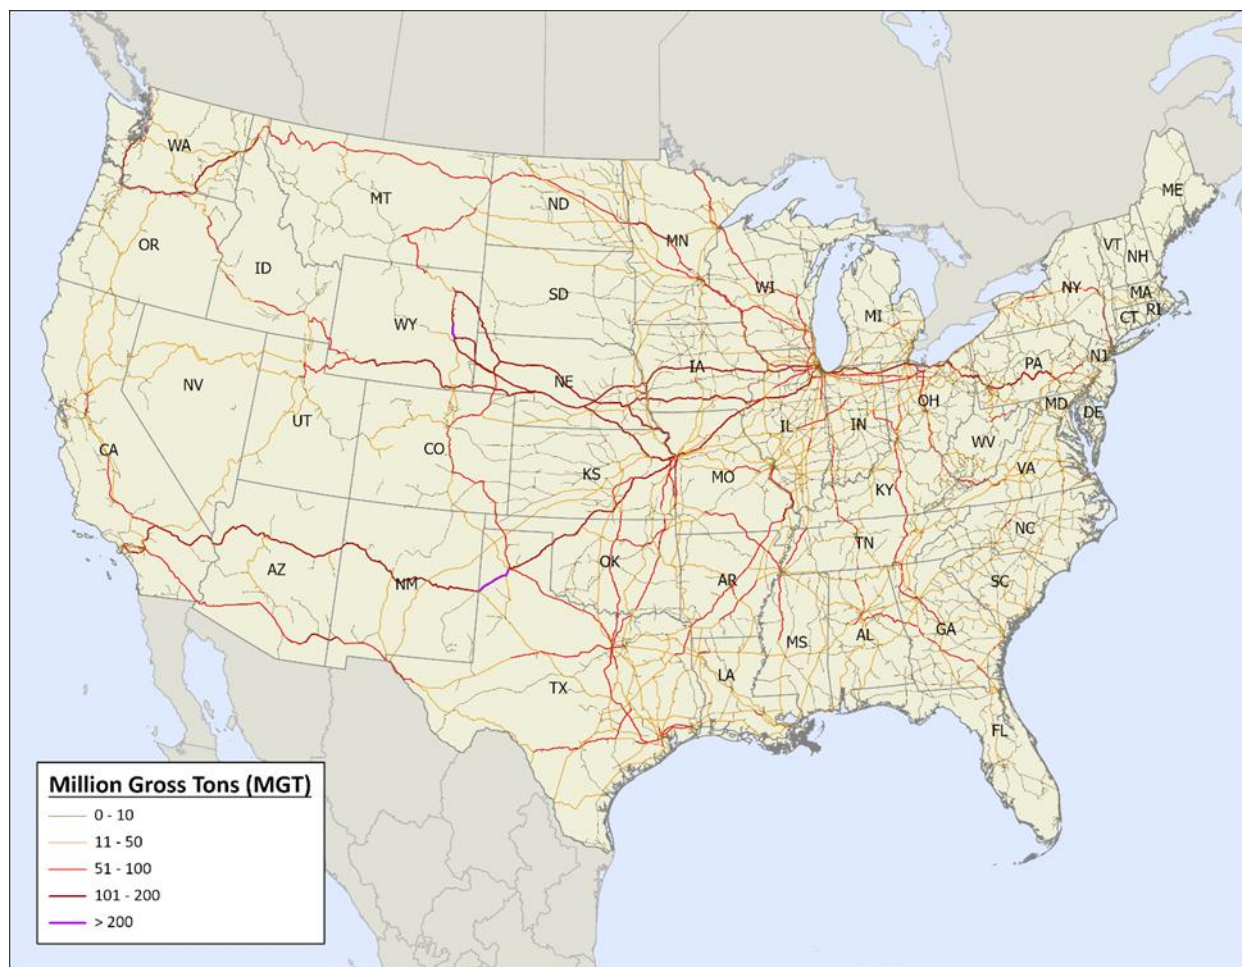 WA
MT
ND
MN
ME
VT
NH
OR
ID
SD
WI
NY
MA
RI
CT
MI
WY
IA
PA
NJ
NV
NE
OH
MD
DE
UT
IL
IN
CA
CO
WV
KS
MO
VA
KY
NC
TN
OK
AZ
NM
AR
SC
MS
AL
GA
LA
TX
FL
Million Gross Tons (MGT)
0 - 10
11 - 50
51 - 100
101 - 200
> 200